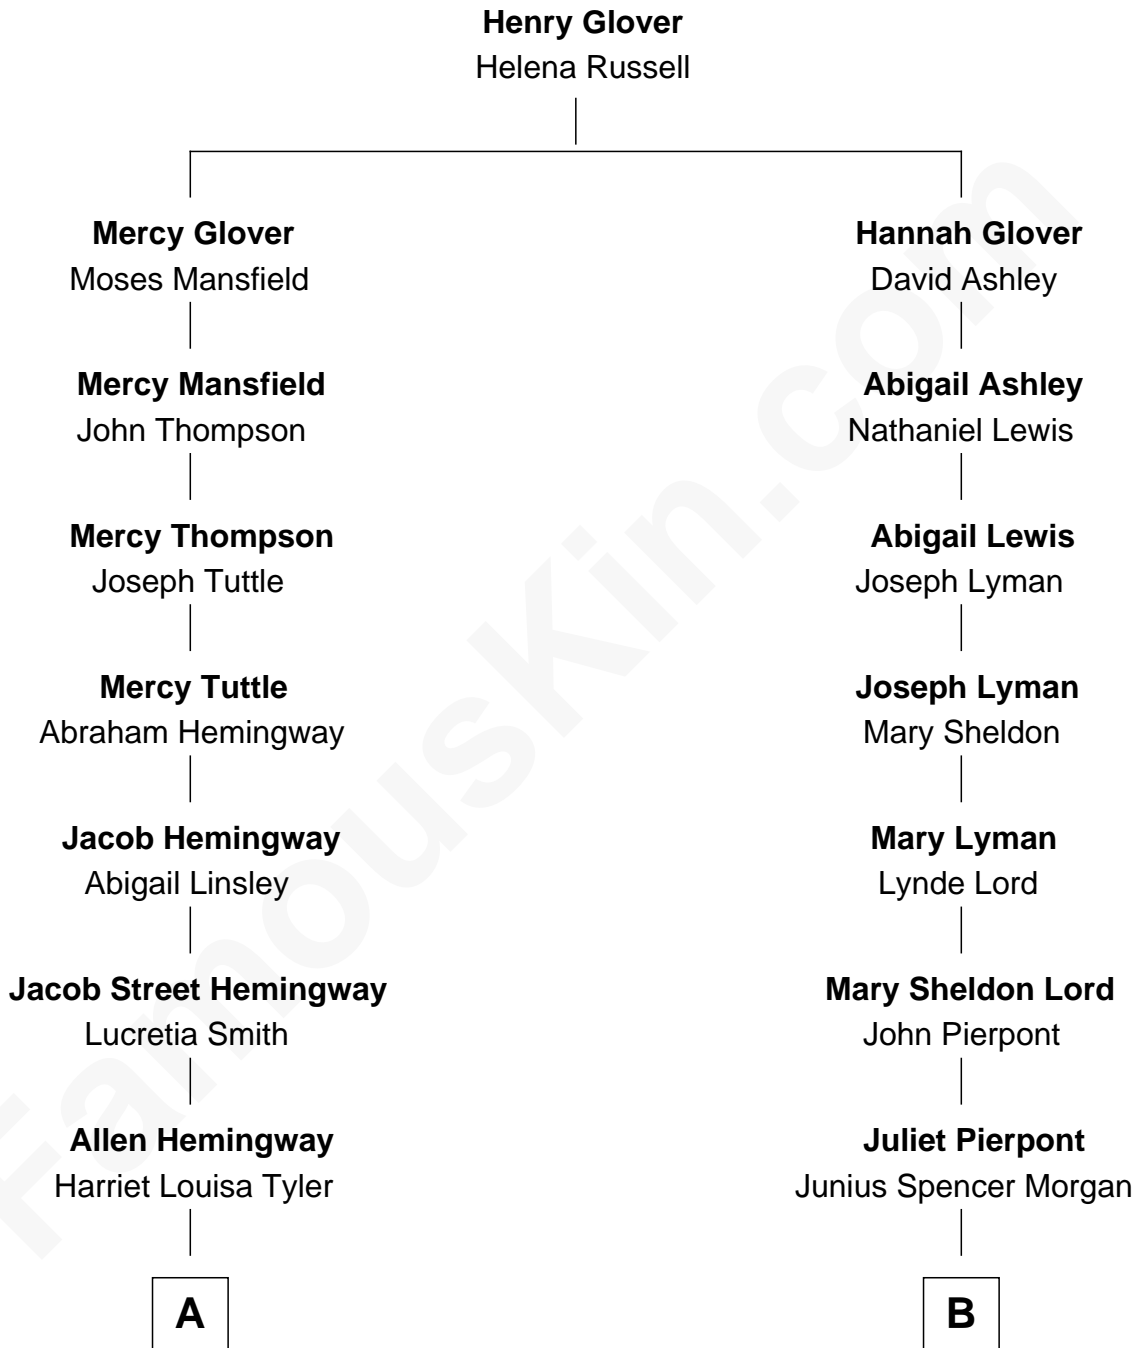 Henry Glover
Helena Russell
Mercy Glover
Moses Mansfield
Hannah Glover
David Ashley
Mercy Mansfield
John Thompson
Abigail Ashley
Nathaniel Lewis
Mercy Thompson
Joseph Tuttle
Abigail Lewis
Joseph Lyman
Mercy Tuttle
Abraham Hemingway
Joseph Lyman
Mary Sheldon
Jacob Hemingway
Abigail Linsley
Mary Lyman
Lynde Lord
Jacob Street Hemingway
Lucretia Smith
Mary Sheldon Lord
John Pierpont
Allen Hemingway
Harriet Louisa Tyler
Juliet Pierpont
Junius Spencer Morgan
A
B
FamousKin.com